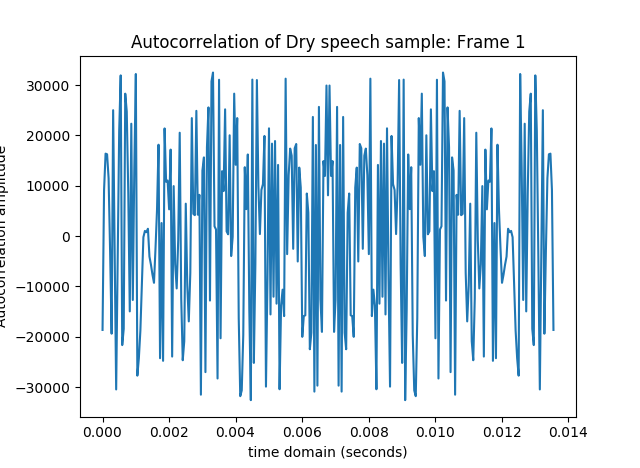 Autocorrelation of Dry speech sample: Frame 1
30000
20000
10000
0
−10000
−20000
−30000
Autocorrelation amplitude
0.000 0.002 0.004 0.006 0.008 0.010 0.012 0.014
time domain (seconds)